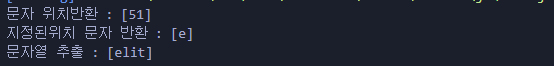 문자 위치반환 : [51]
지정된위치 문자 반환 : [e]
문자열 추출 : [elit]